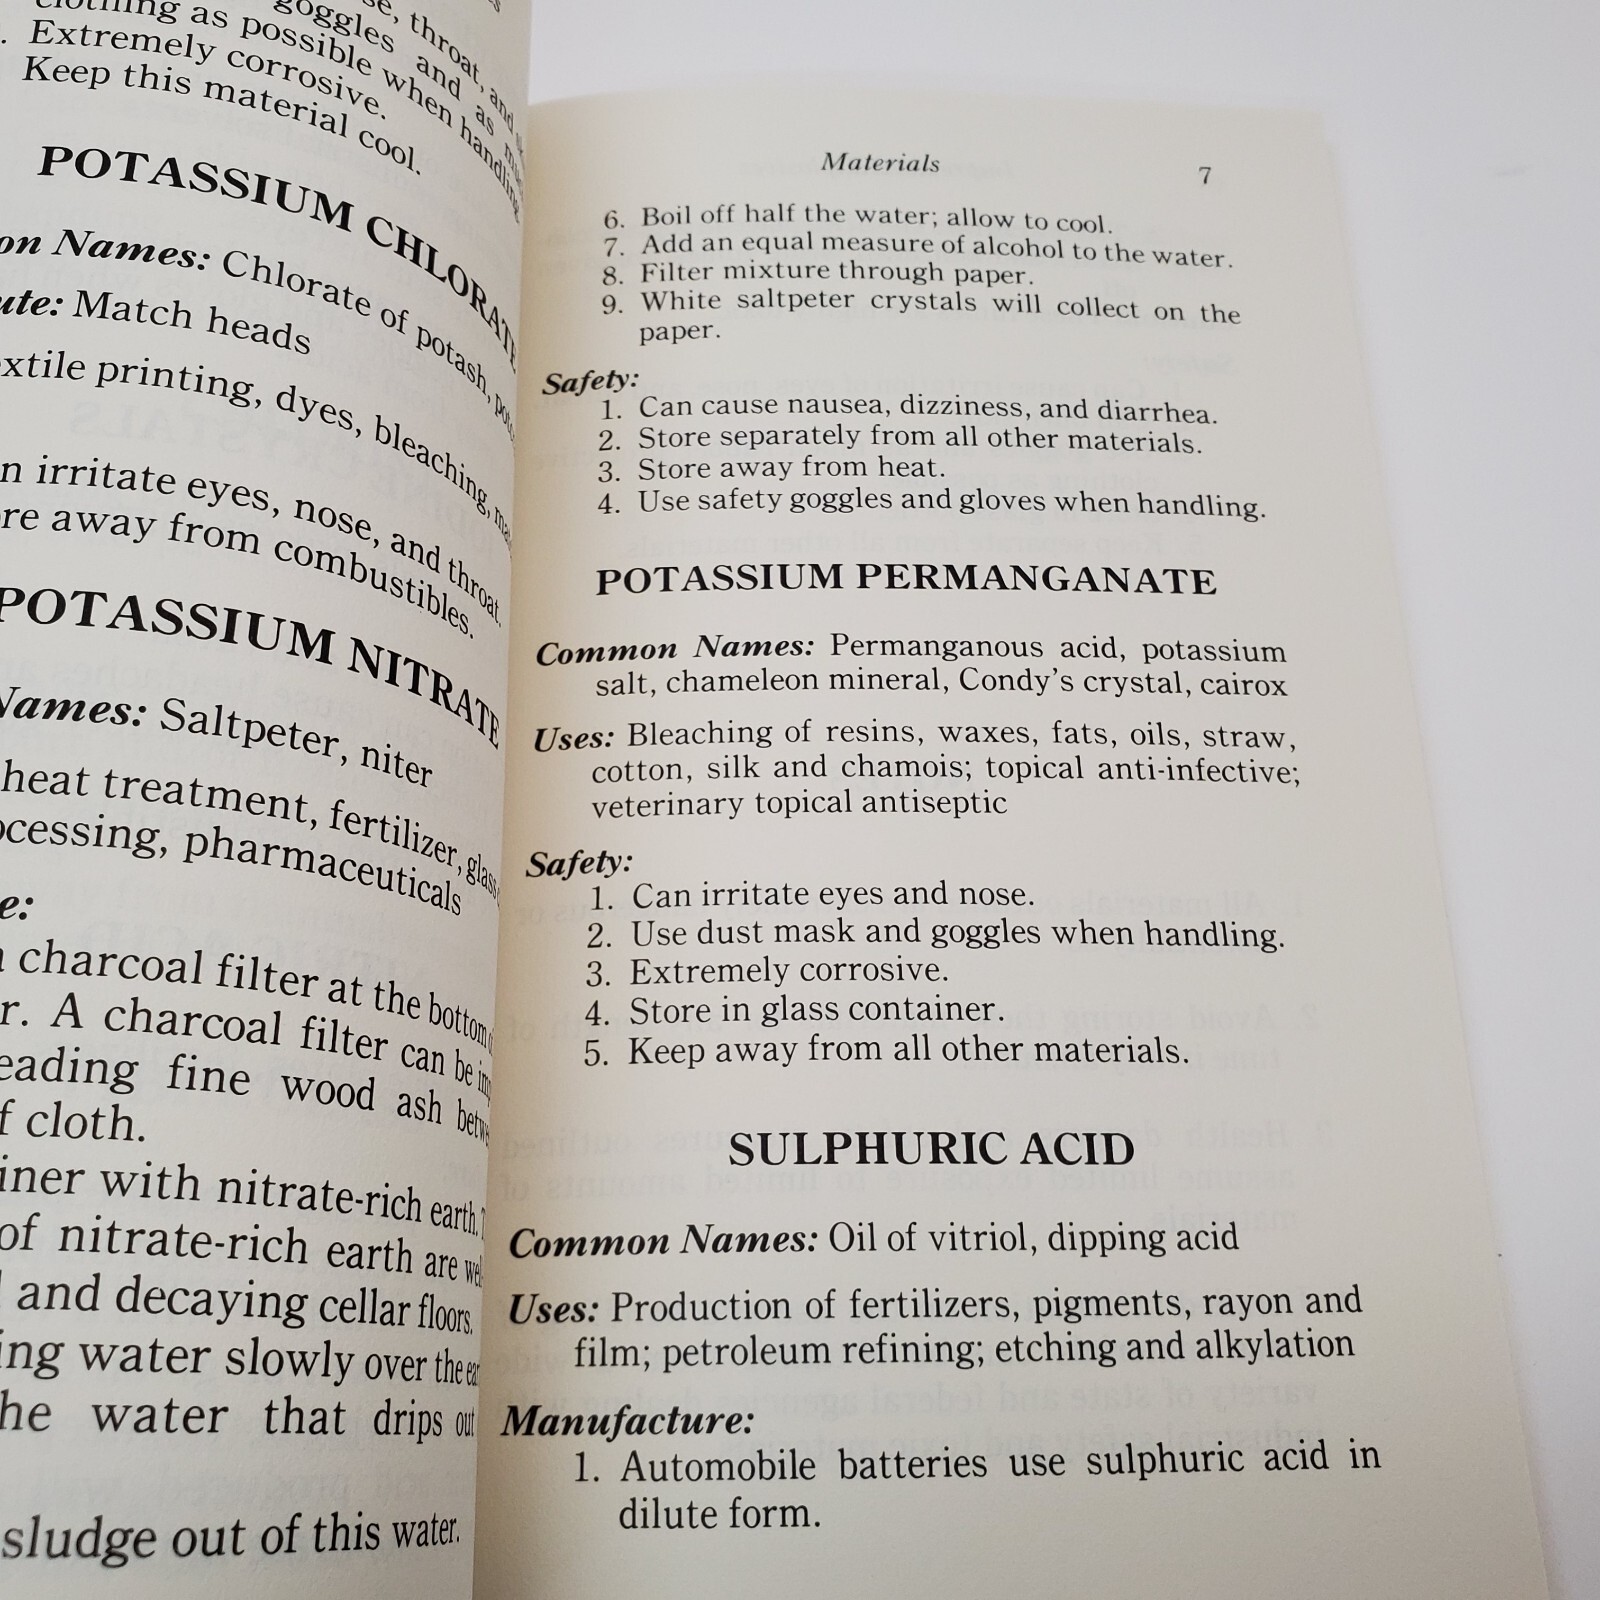 goggles
se, throat, and
clothing as possible when handling.
and as
Extremely corrosive.
Keep this material cool.
POTASSIUM CHLORATE
on Names: Chlorate of potash,
ute: Match heads
extile printing, dyes, bleaching,
n irritate eyes, nose, and throat.
re away from combustibles.
POTASSIUM NITRATE
Names: Saltpeter, niter
heat treatment, fertilizer,
ocessing, pharmaceuticals
e:
charcoal filter at the bottom
r. A charcoal filter can be
eading fine wood ash
f cloth.
iner with nitrate-rich earth.
of nitrate-rich earth are
and decaying cellar floors.
ing water slowly over the
he water that drips out
sludge out of this water.
Materials 7
6. Boil off half the water; allow to cool.
7. Add an equal measure of alcohol to the water.
8. Filter mixture through paper.
9. White saltpeter crystals will collect on the
paper.
Safety:
1. Can cause nausea, dizziness, and diarrhea.
2. Store separately from all other materials.
3. Store away from heat.
4. Use safety goggles and gloves when handling.
POTASSIUM PERMANGANATE
Common Names: Permanganous acid, potassium
salt, chameleon mineral, Condy's crystal, cairox
Uses: Bleaching of resins, waxes, fats, oils, straw,
cotton, silk and chamois; topical anti-infective;
veterinary topical antiseptic
Safety:
1. Can irritate eyes and nose.
2. Use dust mask and goggles when handling.
3. Extremely corrosive.
4. Store in glass container.
5. Keep away from all other materials.
SULPHURIC ACID
Common Names: Oil of vitriol, dipping acid
Uses: Production of fertilizers, pigments, rayon and
film; petroleum refining; etching and alkylation
Manufacture:
1. Automobile batteries use sulphuric acid in
dilute form.